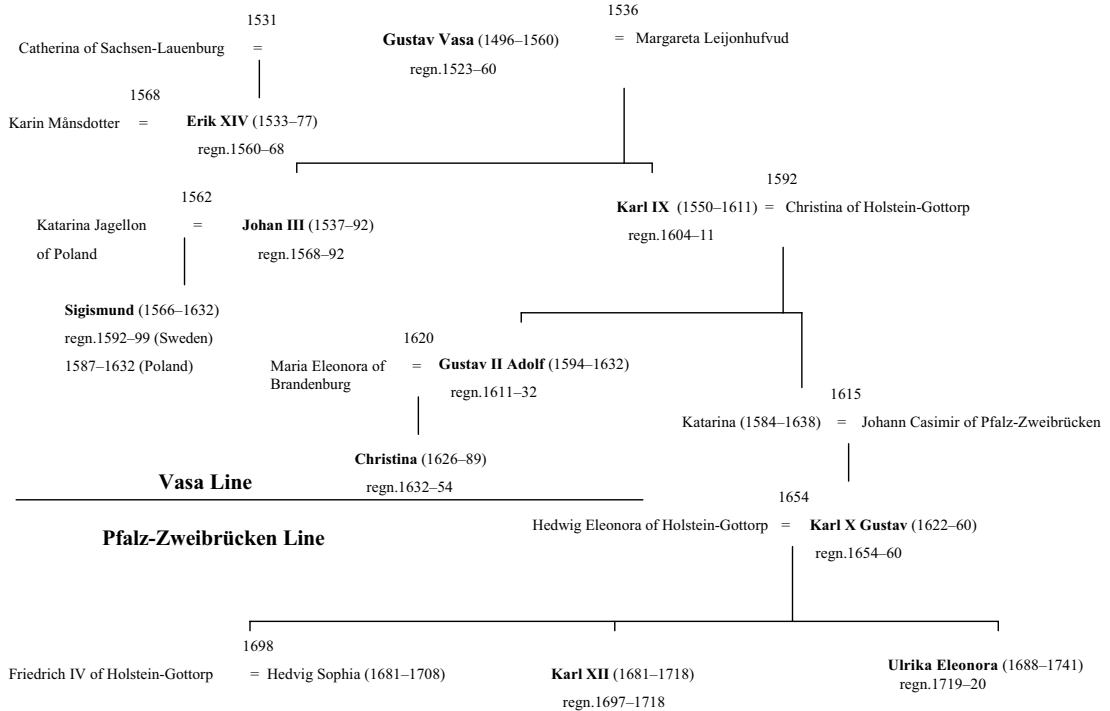 1531
1536
Catherina of Sachsen-Lauenburg =
Gustav Vasa (1496–1560) = Margareta Leijonhufvud
regn.1523–60
1568
Karin Månsdotter = Erik XIV (1533–77)
regn.1560–68
1562
1592
Katarina Jagellon = Johan III (1537–92)
of Poland
regn.1568–92
Karl IX (1550–1611) = Christina of Holstein-Gottorp
regn.1604–11
Sigismund (1566–1632)
regn.1592–99 (Sweden)
1587–1632 (Poland)
1620
Maria Eleonora of = Gustav II Adolf (1594–1632)
Brandenburg
regn.1611–32
1615
Katarina (1584–1638) = Johann Casimir of Pfalz-Zweibrücken
Christina (1626–89)
regn.1632–54
Vasa Line
Pfalz-Zweibrücken Line
1654
Hedwig Eleonora of Holstein-Gottorp = Karl X Gustav (1622–60)
regn.1654–60
1698
Friedrich IV of Holstein-Gottorp = Hedvig Sophia (1681–1708)
Karl XII (1681–1718)
regn.1697–1718
Ulrika Eleonora (1688–1741)
regn.1719–20